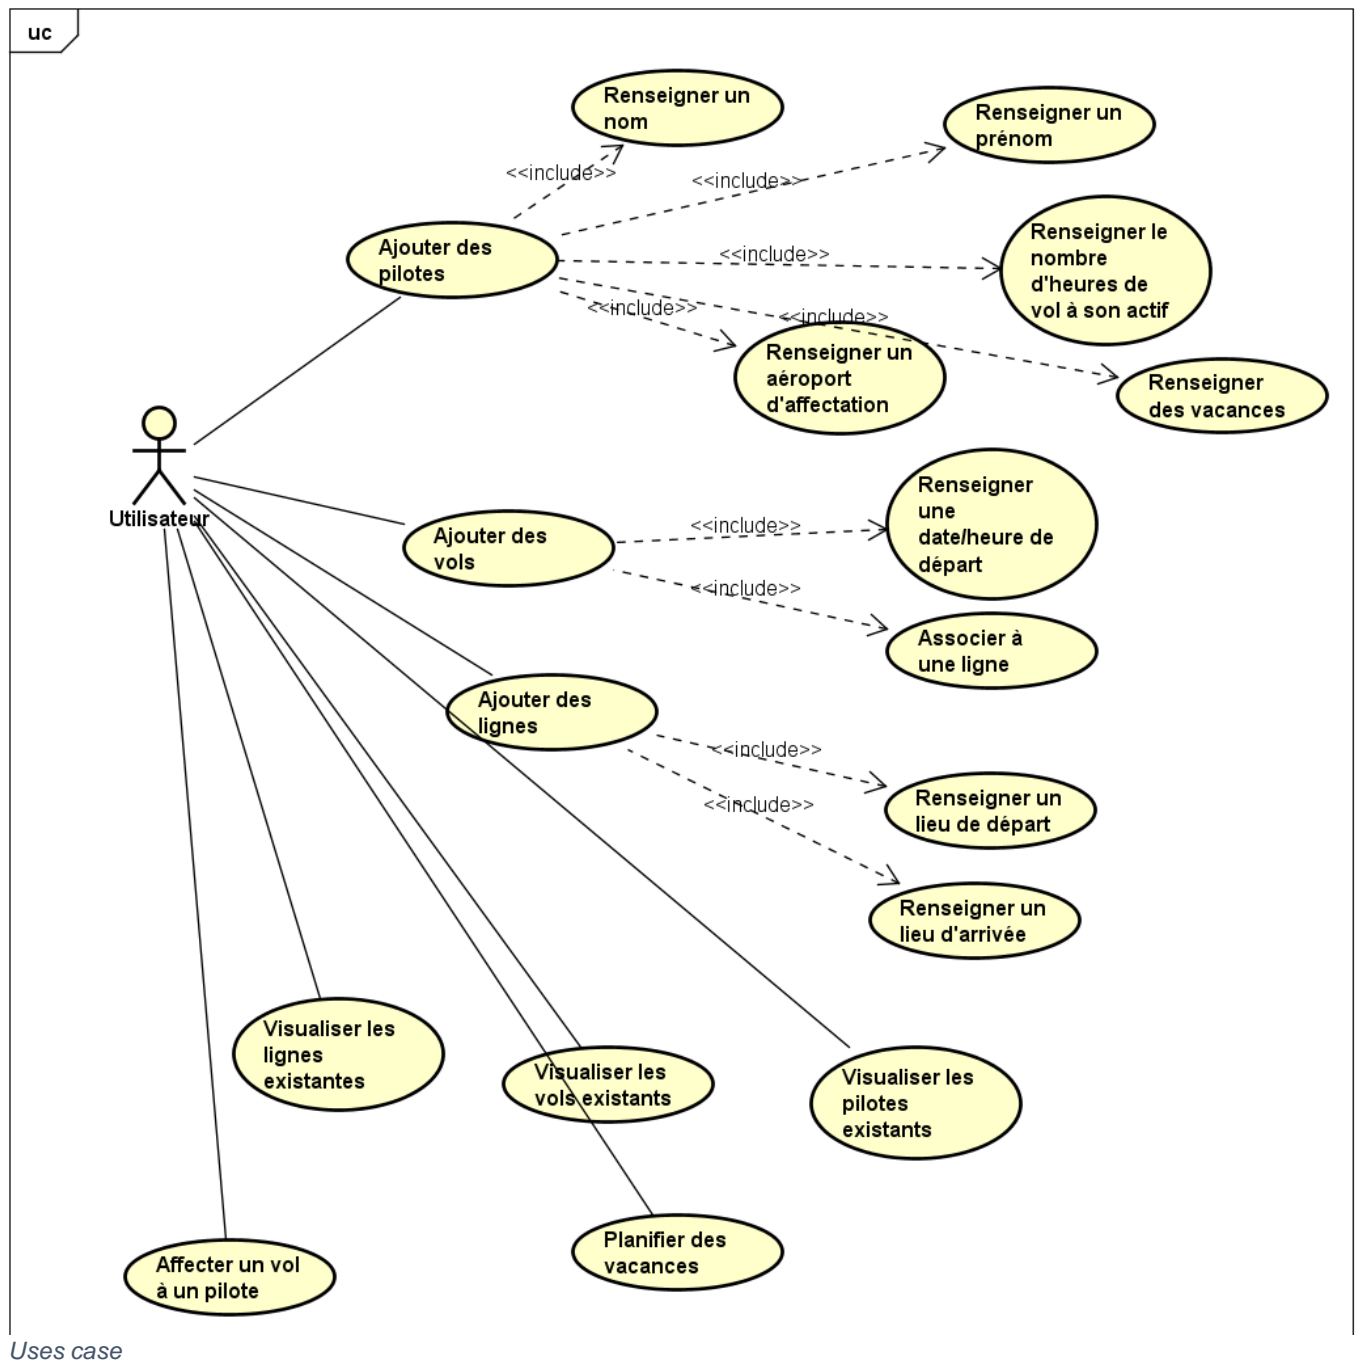 uc
Renseigner un
nom
Renseigner un
prénom
<<include>>
<<include>>
Ajouter des
pilotes
<<include>>
Renseigner le
nombre
d'heures de
vol à son actif
<<include>>
<<include>>
Renseigner un
aéroport
d'affectation
Renseigner
des vacances
Utilisateur
Ajouter des
vols
<<include>>
Renseigner
une
date/heure de
départ
<<include>>
Associer à
une ligne
Ajouter des
lignes
<<include>>
Renseigner un
lieu de départ
<<include>>
Renseigner un
lieu d'arrivée
Visualiser les
lignes
existantes
Visualiser les
vols existants
Visualiser les
pilotes
existants
Affecter un vol
à un pilote
Planifier des
vacances
Uses case